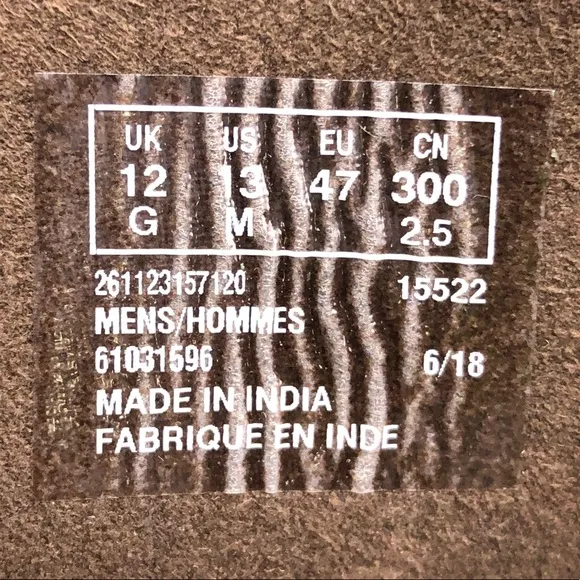 UK US EU CN
12 13 47 300
G M 2.5
261123157120 15522
MENS/HOMMES
61031596 6/18
MADE IN INDIA
FABRIQUE EN INDE